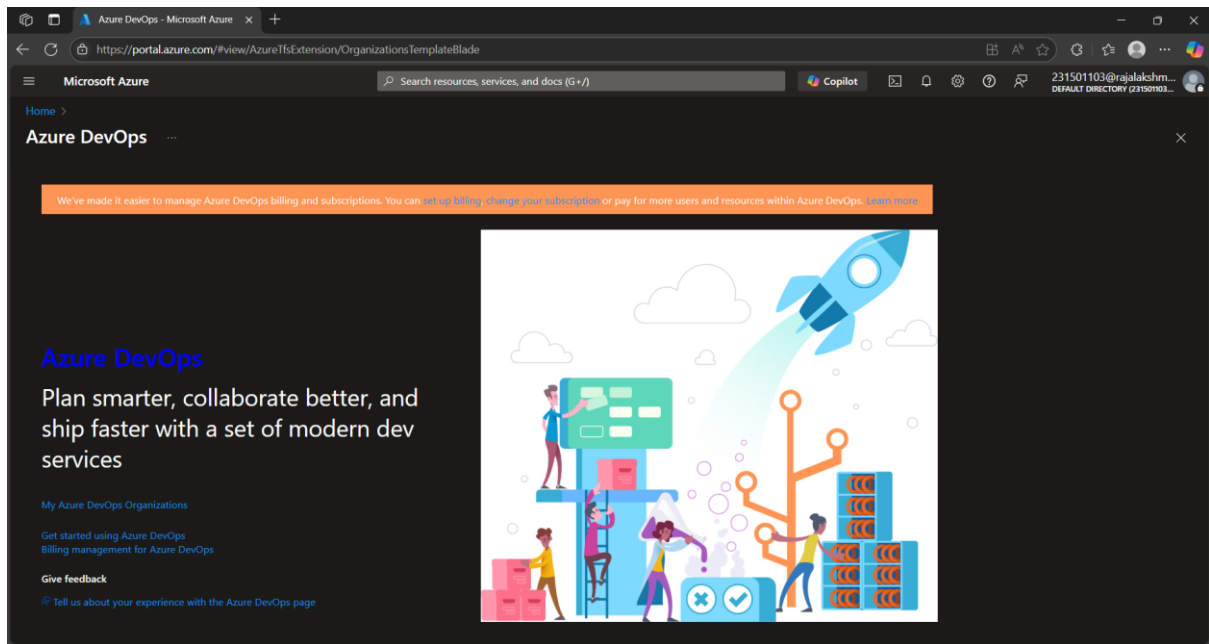 Azure DevOps - Microsoft Azure
https://portal.azure.com/#view/AzureTfsExtension/OrganizationsTemplateBlade
Microsoft Azure
Search resources, services, and docs (G+/)
Copilot
231501103@rajalakshm...
DEFAULT DIRECTORY (231501103...
Home >
Azure DevOps ...
We've made it easier to manage Azure DevOps billing and subscriptions. You can set up billing, change your subscription or pay for more users and resources within Azure DevOps. Learn more
Azure DevOps
Plan smarter, collaborate better, and
ship faster with a set of modern dev
services
My Azure DevOps Organizations
Get started using Azure DevOps
Billing management for Azure DevOps
Give feedback
Tell us about your experience with the Azure DevOps page